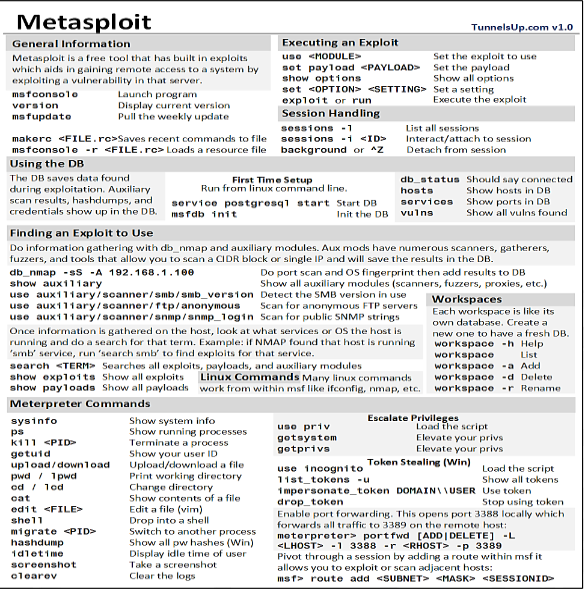 Metasploit
TunnelsUp.com v1.0
General Information
Metasploit is a free tool that has built in exploits
which aids in gaining remote access to a system by
exploiting a vulnerability in that server.
msfconsole Launch program
version Display current version
msfupdate Pull the weekly update
makerc <FILE.rc> Saves recent commands to file
msfconsole -r <FILE.rc> Loads a resource file
Executing an Exploit
use <MODULE> Set the exploit to use
set payload <PAYLOAD> Set the payload
show options Show all options
set <OPTION> <SETTING> Set a setting
exploit or run Execute the exploit
Session Handling
sessions -l List all sessions
sessions -i <ID> Interact/attach to session
background or ^Z Detach from session
Using the DB
The DB saves data found
during exploitation. Auxiliary
scan results, hashdumps, and
credentials show up in the DB.
First Time Setup
Run from linux command line.
service postgresql start Start DB
msfdb init Init the DB
db_status Should say connected
hosts Show hosts in DB
services Show ports in DB
vulns Show all vulns found
Finding an Exploit to Use
Do information gathering with db_nmap and auxiliary modules. Aux mods have numerous scanners, gatherers,
fuzzers, and tools that allow you to scan a CIDR block or single IP and will save the results in the DB.
db_nmap -sS -A 192.168.1.100 Do port scan and OS fingerprint then add results to DB
show auxiliary Show all auxiliary modules (scanners, fuzzers, proxies, etc.)
use auxiliary/scanner/smb/smb_version Detect the SMB version in use
use auxiliary/scanner/ftp/anonymous Scan for anonymous FTP servers
use auxiliary/scanner/snmp/snmp_login Scan for public SNMP strings
Once information is gathered on the host, look at what services or OS the host is
running and do a search for that term. Example: if NMAP found that host is running
'smb' service, run 'search smb' to find exploits for that service.
search <TERM> Searches all exploits, payloads, and auxiliary modules
show exploits Show all exploits
show payloads Show all payloads
Linux Commands Many linux commands
work from within msf like ifconfig, nmap, etc.
Workspaces
Each workspace is like its
own database. Create a
new one to have a fresh DB.
workspace -h Help
workspace List
workspace -a Add
workspace -d Delete
workspace -r Rename
Meterpreter Commands
sysinfo Show system info
ps Show running processes
kill <PID> Terminate a process
getuid Show your user ID
upload/download Upload/download a file
pwd / lpwd Print working directory
cd / lcd Change directory
cat Show contents of a file
edit <FILE> Edit a file (vim)
shell Drop into a shell
migrate <PID> Switch to another process
hashdump Show all pw hashes (Win)
idletime Display idle time of user
screenshot Take a screenshot
clearev Clear the logs
Escalate Privileges
use priv Load the script
getsystem Elevate your privs
getprivs Elevate your privs
Token Stealing (Win)
use incognito Load the script
list_tokens -u Show all tokens
impersonate_token DOMAIN\\USER Use token
drop_token Stop using token
Enable port forwarding. This opens port 3388 locally which
forwards all traffic to 3389 on the remote host:
meterpreter> portfwd [ADD|DELETE] -L
<LHOST> -l 3388 -r <RHOST> -p 3389
Pivot through a session by adding a route within msf it
allows you to exploit or scan adjacent hosts:
msf> route add <SUBNET> <MASK> <SESSIONID>